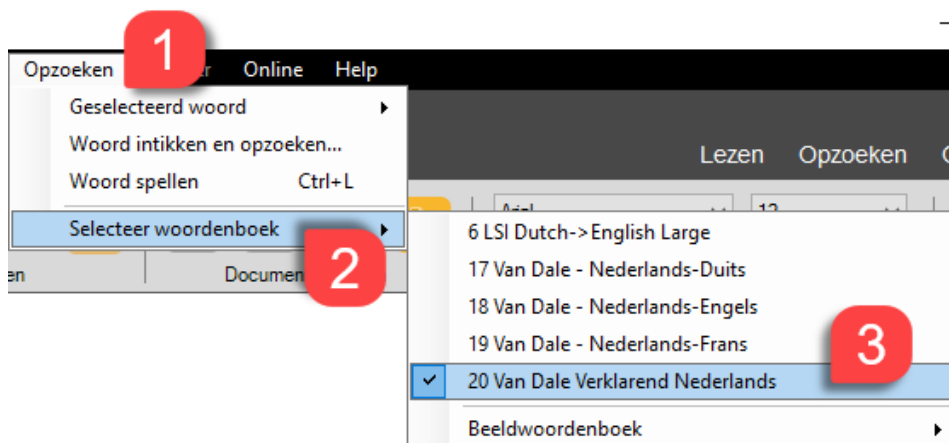 1
Opzoeken Online Help
Geselecteerd woord
Woord intikken en opzoeken...
Woord spellen Ctrl+L
Lezen Opzoeken
Selecteer woordenboek
2
6 LSI Dutch->English Large
17 Van Dale - Nederlands-Duits
18 Van Dale - Nederlands-Engels
19 Van Dale - Nederlands-Frans
3
20 Van Dale Verklarend Nederlands
Beeldwoordenboek